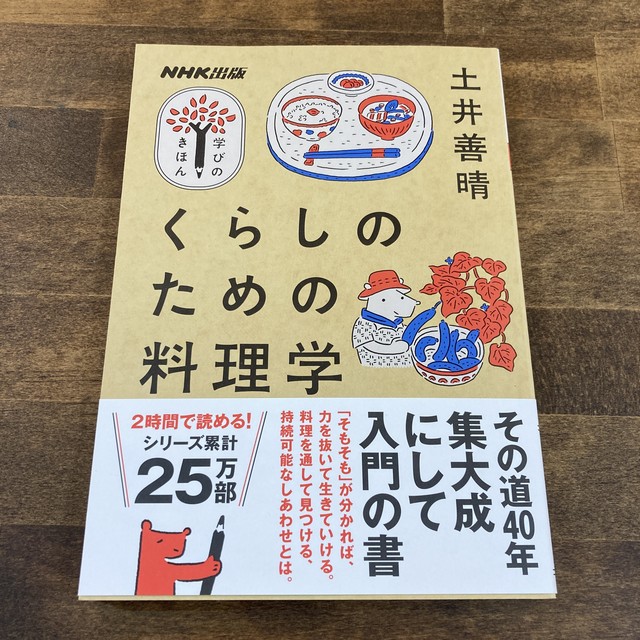 NHK出版
学びの
きほん
土井善晴
くらしの
ための
料理学
2時間で読める!
シリーズ累計
25万部
その道40年
集大成
にして
入門の書
「そもそも」が分かれば、
力を抜いて生きていける。
料理を通して見つける、
持続可能なしあわせとは。